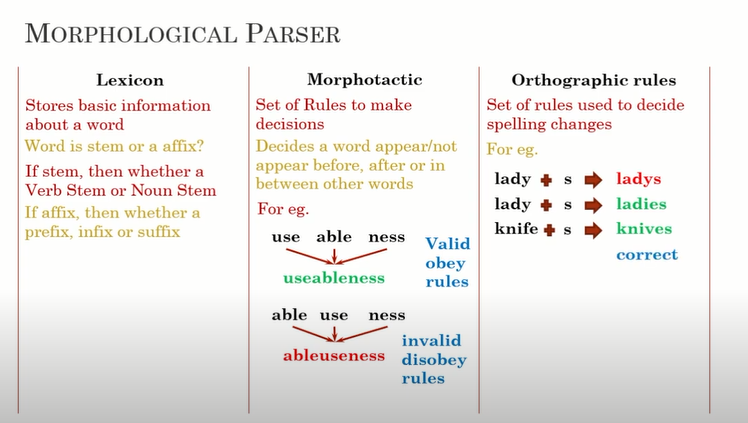 MORPHOLOGICAL PARSER
Lexicon
Stores basic information
about a word
Word is stem or a affix?
If stem, then whether a
Verb Stem or Noun Stem
If affix, then whether a
prefix, infix or suffix
Morphotactic
Set of Rules to make
decisions
Decides a word appear/not
appear before, after or in
between other words
For eg.
use able ness
useableness
Valid
obey
rules
able use ness
ableuseness
invalid
disobey
rules
Orthographic rules
Set of rules used to decide
spelling changes
For eg.
lady + s ladys
lady + s ladies
knife + s knives
correct